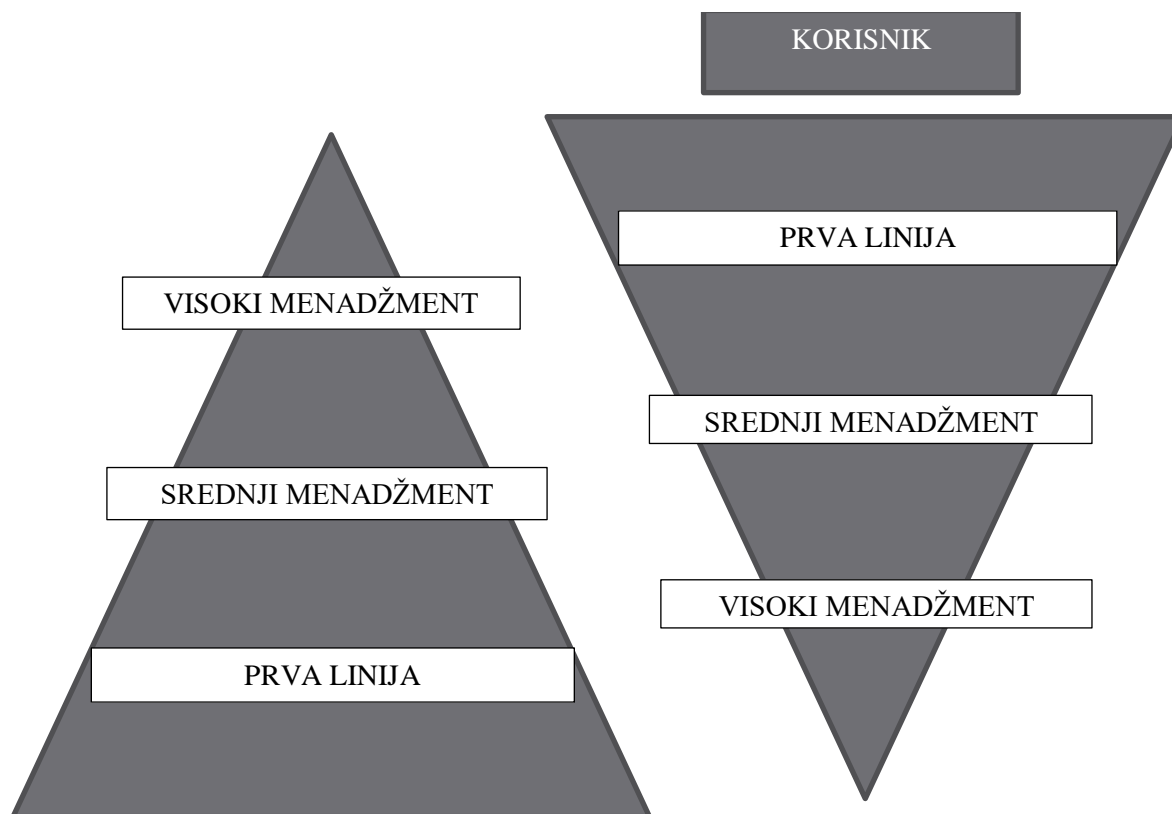 KORISNIK
PRVA LINIJA
VISOKI MENADŽMENT
SREDNJI MENADŽMENT
SREDNJI MENADŽMENT
VISOKI MENADŽMENT
PRVA LINIJA